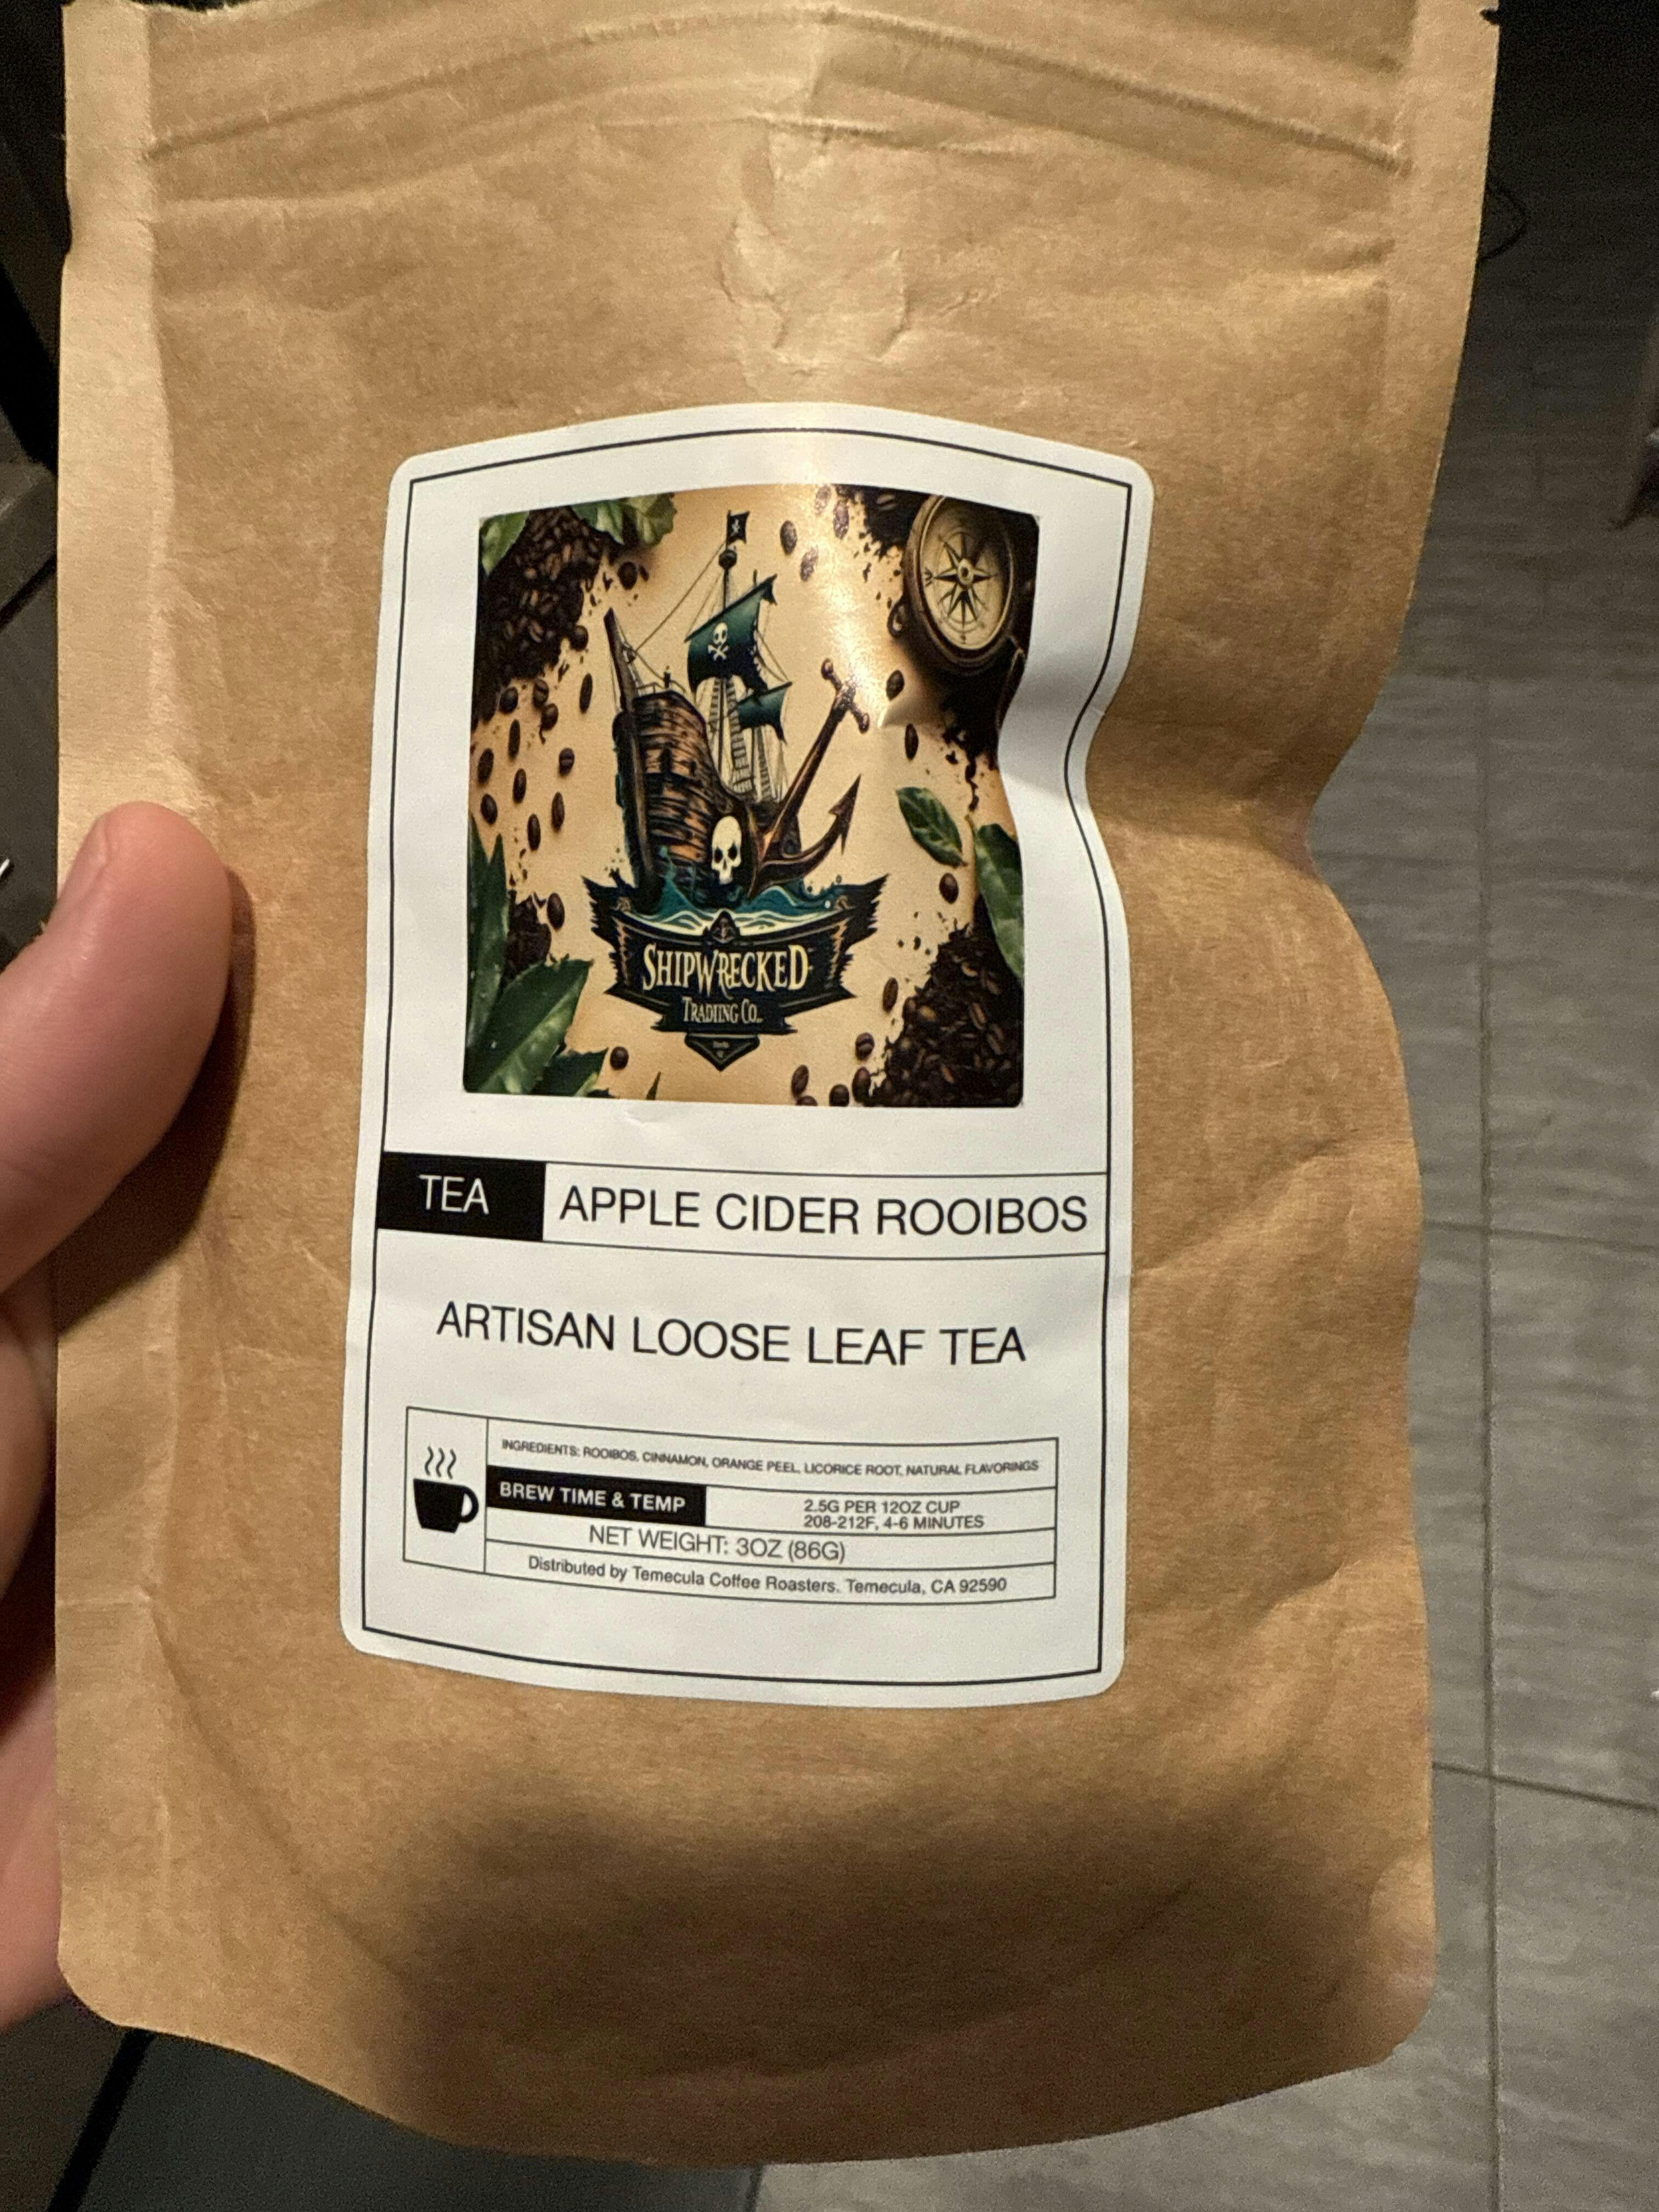 SHIPWRECKED
TRADIING CO.
TEA
APPLE CIDER ROOIBOS
ARTISAN LOOSE LEAF TEA
INGREDIENTS: ROOIBOS, CINNAMON, ORANGE PEEL, LICORICE ROOT, NATURAL FLAVORINGS
BREW TIME & TEMP
2.5G PER 12OZ CUP
208-212F, 4-6 MINUTES
NET WEIGHT: 3OZ (86G)
Distributed by Temecula Coffee Roasters. Temecula, CA 92590